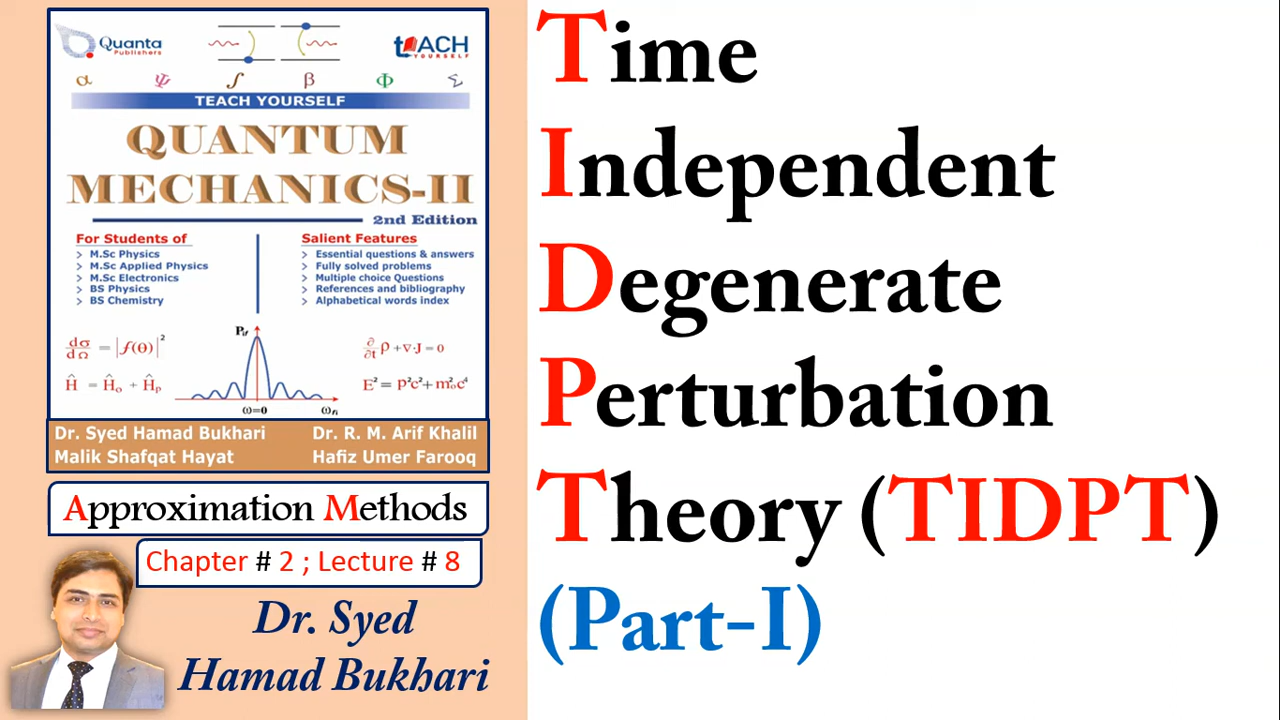 Quanta
Publishers
tEACH
YOURSELF
α ψ ∫ β Φ Σ
TEACH YOURSELF
QUANTUM
MECHANICS-II
2nd Edition
For Students of
M.Sc Physics
M.Sc Applied Physics
M.Sc Electronics
BS Physics
BS Chemistry
Salient Features
Essential questions & answers
Fully solved problems
Multiple choice Questions
References and bibliography
Alphabetical words index
dσ/dΩ = |f(θ)|²
Ĥ = Ĥₒ + Ĥₚ
Pif
ω=0
ωfi
∂/∂t ρ + ∇·J = 0
E² = p²c² + m²ₒc⁴
Dr. Syed Hamad Bukhari
Dr. R. M. Arif Khalil
Malik Shafqat Hayat
Hafiz Umer Farooq
Approximation Methods
Chapter # 2 ; Lecture # 8
Dr. Syed
Hamad Bukhari
Time
Independent
Degenerate
Perturbation
Theory (TIDPT)
(Part-I)